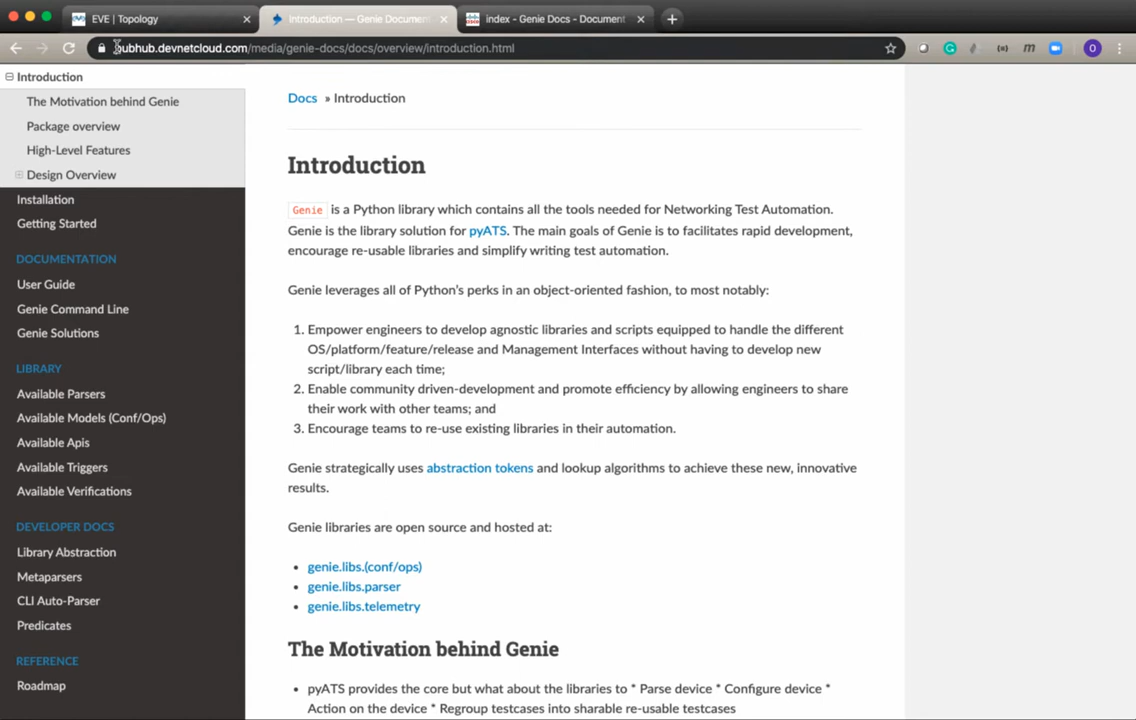 EVE | Topology
Introduction — Genie Document
index - Genie Docs - Document
pubhub.devnetcloud.com/media/genie-docs/docs/overview/introduction.html
Introduction
The Motivation behind Genie
Package overview
High-Level Features
Design Overview
Installation
Getting Started
DOCUMENTATION
User Guide
Genie Command Line
Genie Solutions
LIBRARY
Available Parsers
Available Models (Conf/Ops)
Available Apis
Available Triggers
Available Verifications
DEVELOPER DOCS
Library Abstraction
Metaparsers
CLI Auto-Parser
Predicates
REFERENCE
Roadmap
Docs » Introduction
Introduction
Genie is a Python library which contains all the tools needed for Networking Test Automation.
Genie is the library solution for pyATS. The main goals of Genie is to facilitates rapid development,
encourage re-usable libraries and simplify writing test automation.
Genie leverages all of Python's perks in an object-oriented fashion, to most notably:
1. Empower engineers to develop agnostic libraries and scripts equipped to handle the different
OS/platform/feature/release and Management Interfaces without having to develop new
script/library each time;
2. Enable community driven-development and promote efficiency by allowing engineers to share
their work with other teams; and
3. Encourage teams to re-use existing libraries in their automation.
Genie strategically uses abstraction tokens and lookup algorithms to achieve these new, innovative
results.
Genie libraries are open source and hosted at:
• genie.libs.(conf/ops)
• genie.libs.parser
• genie.libs.telemetry
The Motivation behind Genie
• pyATS provides the core but what about the libraries to * Parse device * Configure device *
Action on the device * Regroup testcases into sharable re-usable testcases